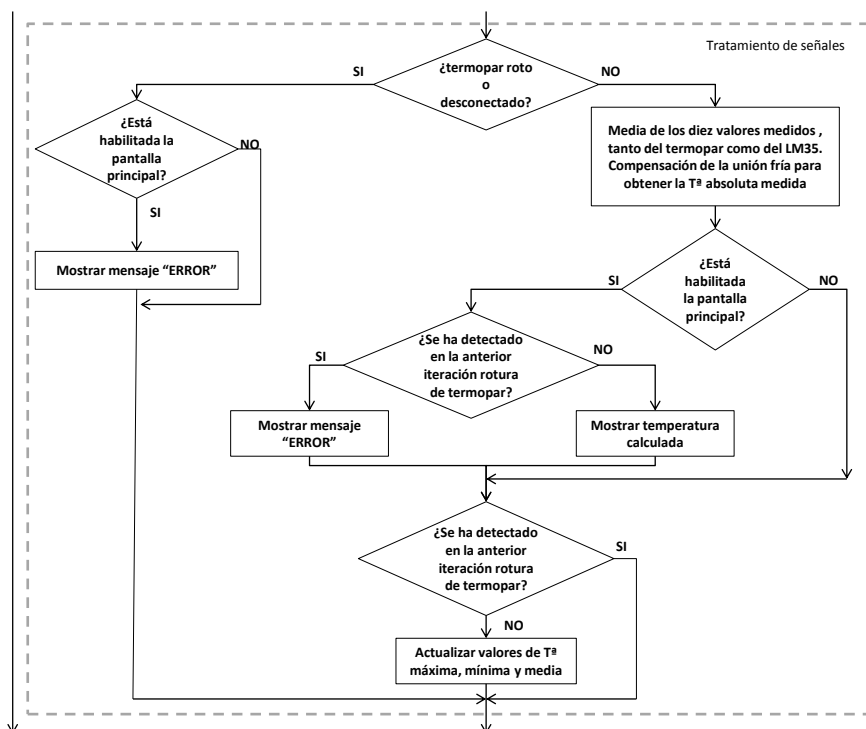 Tratamiento de señales
¿termopar roto
o
desconectado?
SI
NO
¿Está
habilitada la
pantalla
principal?
NO
SI
Mostrar mensaje “ERROR”
Media de los diez valores medidos ,
tanto del termopar como del LM35.
Compensación de la unión fría para
obtener la Tª absoluta medida
¿Está
habilitada
la pantalla
principal?
SI
NO
¿Se ha detectado
en la anterior
iteración rotura
de termopar?
SI
NO
Mostrar mensaje
“ERROR”
Mostrar temperatura
calculada
¿Se ha detectado
en la anterior
iteración rotura
de termopar?
SI
NO
Actualizar valores de Tª
máxima, mínima y media